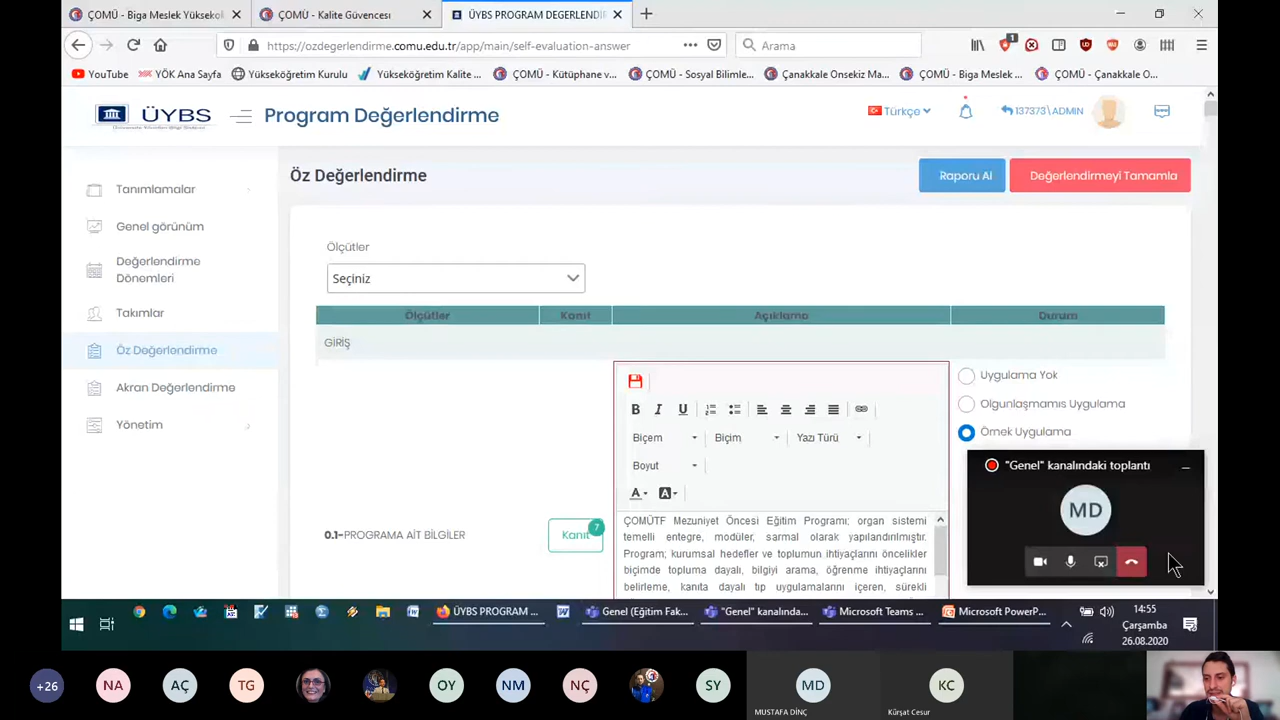 ÇOMÜ - Biga Meslek Yüksekol
ÇOMÜ - Kalite Güvencesi
ÜYBS PROGRAM DEGERLENDİR
https://ozdegerlendirme.comu.edu.tr/app/main/self-evaluation-answer
Arama
1
YouTube
YÖK Ana Sayfa
Yükseköğretim Kurulu
Yükseköğretim Kalite ...
ÇOMÜ - Kütüphane v...
ÇOMÜ - Sosyal Bilimle...
Çanakkale Onsekiz Ma...
ÇOMÜ - Biga Meslek ...
ÇOMÜ - Çanakkale O...
ÜYBS
Program Değerlendirme
Türkçe
137373\ADMIN
Tanımlamalar
Genel görünüm
Değerlendirme
Dönemleri
Takımlar
Öz Değerlendirme
Akran Değerlendirme
Yönetim
Öz Değerlendirme
Raporu Al
Değerlendirmeyi Tamamla
Ölçütler
Seçiniz
Ölçütler
Kanıt
Açıklama
Durum
GİRİŞ
0.1-PROGRAMA AİT BİLGİLER
Kanıt
7
B I U
Biçem
Biçim
Yazı Türü
Boyut
A
A
ÇOMÜTF Mezuniyet Öncesi Eğitim Programı; organ sistemi
temelli entegre, modüler, sarmal olarak yapılandırılmıştır.
Program; kurumsal hedefler ve toplumun ihtiyaçlarını öncelikler
biçimde topluma dayalı, bilgiyi arama, öğrenme ihtiyaçlarını
belirleme, kanıta dayalı tıp uygulamalarını içeren, sürekli
Uygulama Yok
Olgunlaşmamıs Uygulama
Örnek Uygulama
"Genel" kanalındaki toplantı
MD
ÜYBS PROGRAM ...
Genel (Eğitim Fak...
"Genel" kanalında...
Microsoft Teams ...
Microsoft PowerP...
14:55
Çarşamba
26.08.2020
+26
NA
AÇ
TG
OY
NM
NÇ
SY
MD
MUSTAFA DİNÇ
KC
Kürşat Cesur